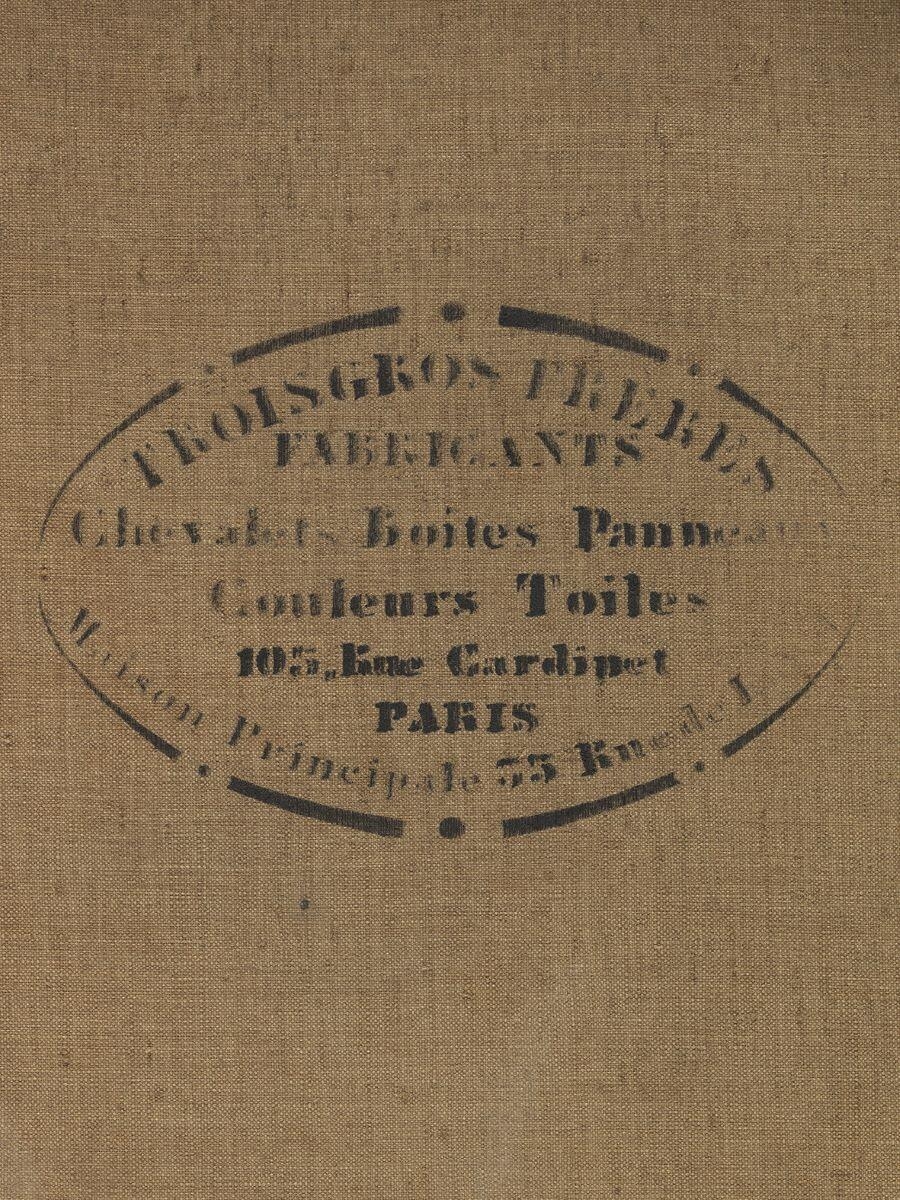 TROISGROS FRERES
FABRICANTS
Chevalets Boites Panneaux
Couleurs Toiles
105, Rue Cardinet
PARIS
Maison Principale 35 Rue de